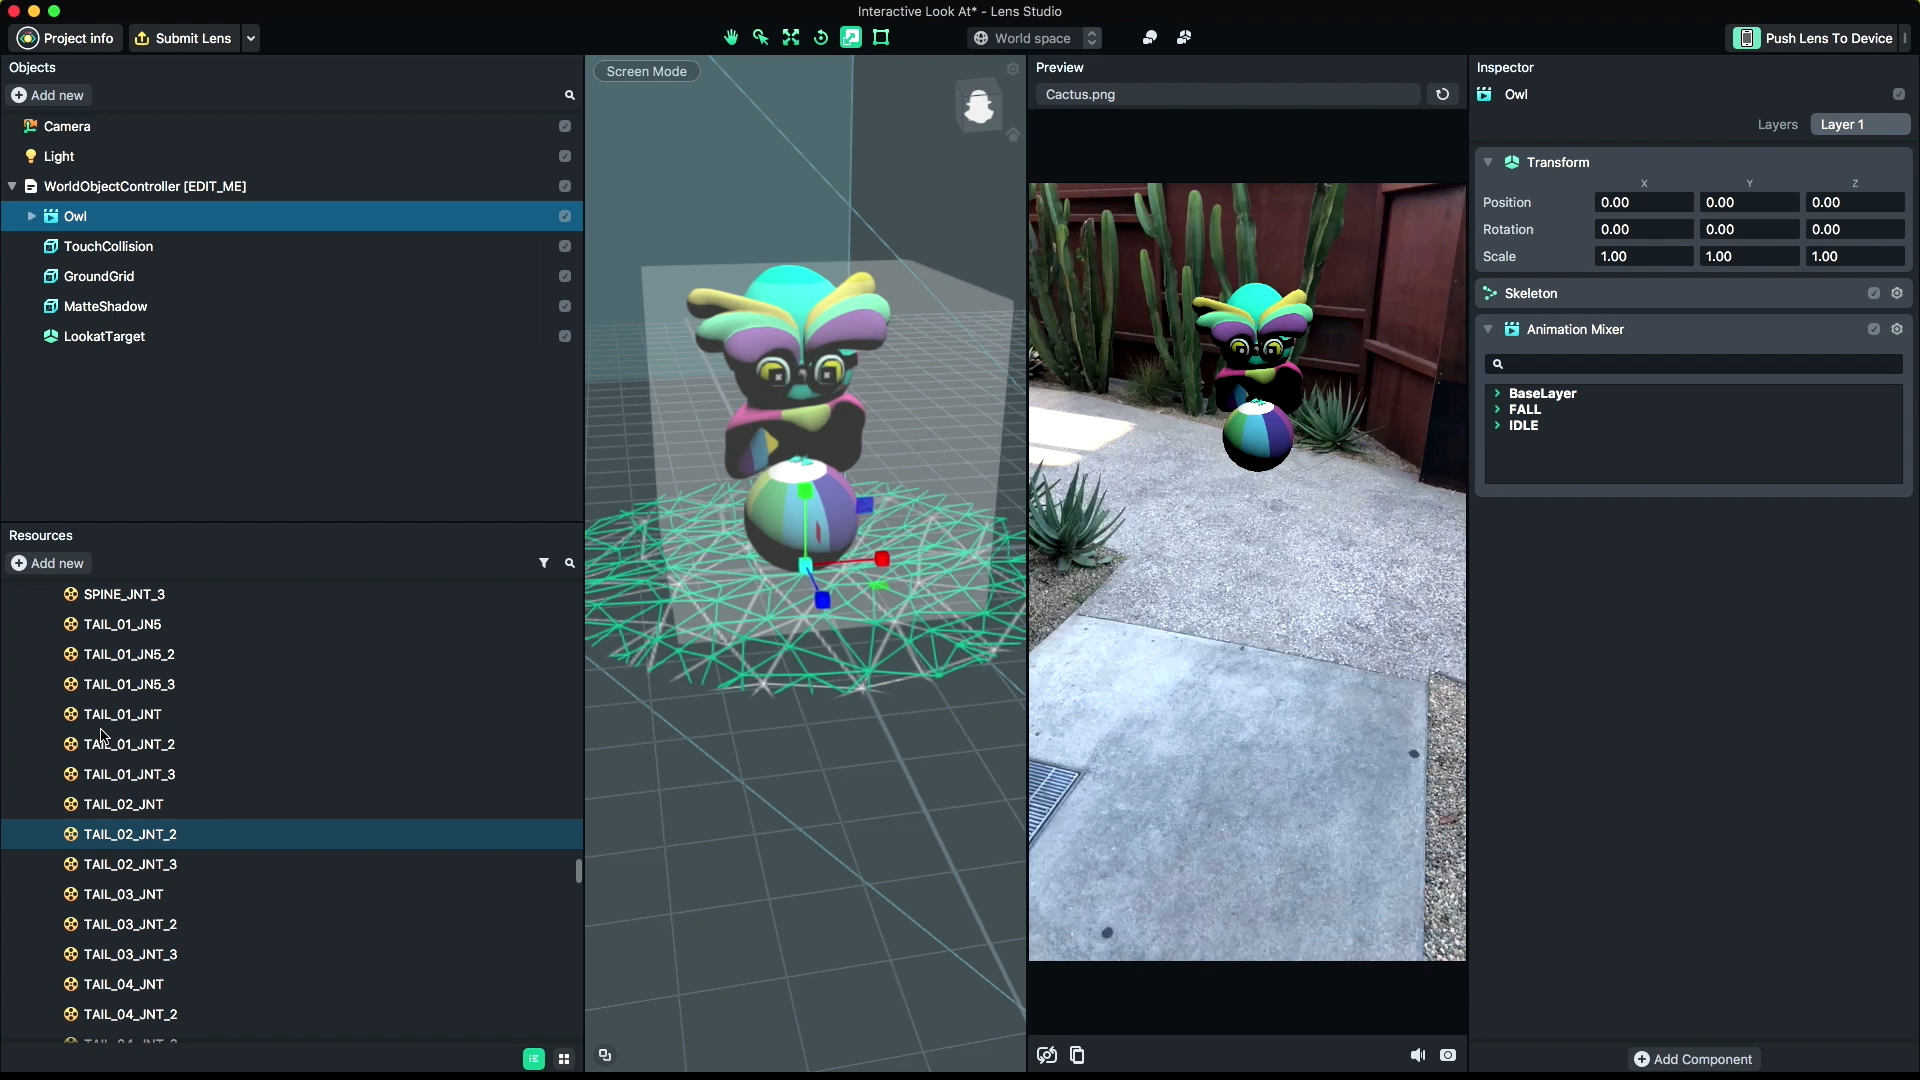 Interactive Look At* - Lens Studio
Project info
Submit Lens
World space
Push Lens To Device
Objects
Add new
Camera
Light
WorldObjectController [EDIT_ME]
Owl
TouchCollision
GroundGrid
MatteShadow
LookatTarget
Resources
Add new
SPINE_JNT_3
TAIL_01_JN5
TAIL_01_JN5_2
TAIL_01_JN5_3
TAIL_01_JNT
TAIL_01_JNT_2
TAIL_01_JNT_3
TAIL_02_JNT
TAIL_02_JNT_2
TAIL_02_JNT_3
TAIL_03_JNT
TAIL_03_JNT_2
TAIL_03_JNT_3
TAIL_04_JNT
TAIL_04_JNT_2
Screen Mode
Preview
Cactus.png
Inspector
Owl
Layers Layer 1
Transform
X Y Z
Position 0.00 0.00 0.00
Rotation 0.00 0.00 0.00
Scale 1.00 1.00 1.00
Skeleton
Animation Mixer
BaseLayer
FALL
IDLE
Add Component